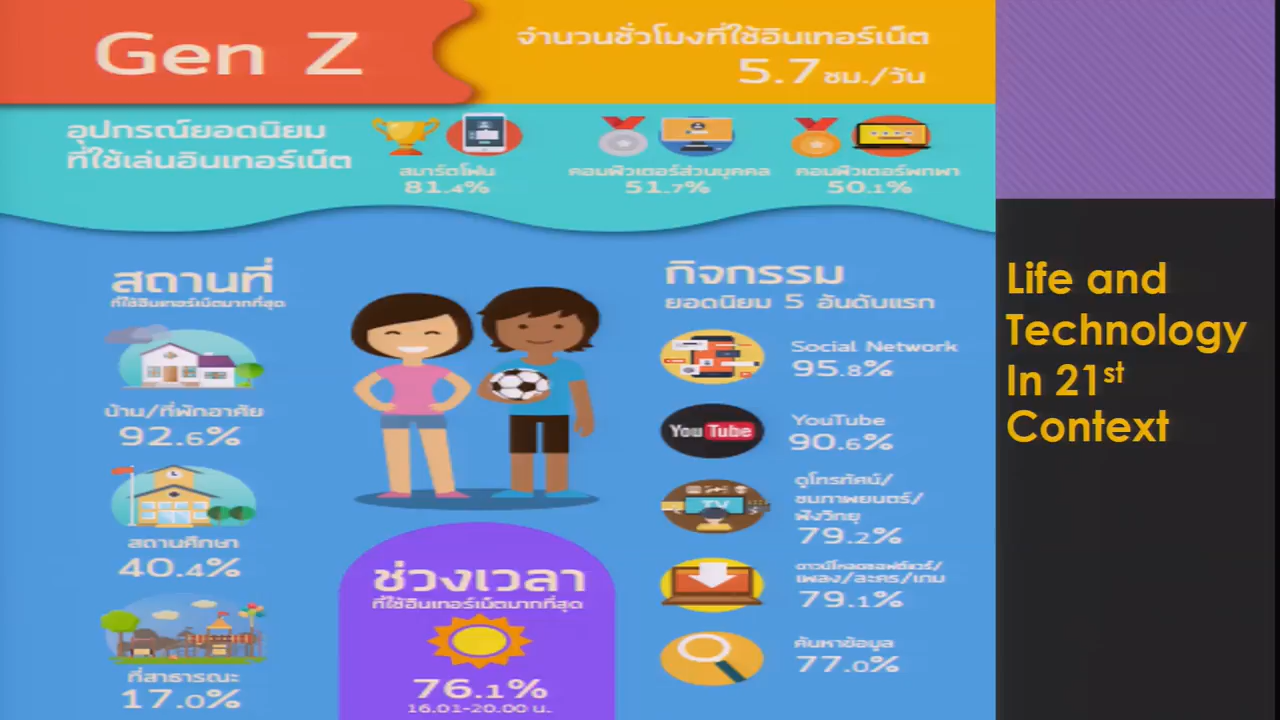 Gen Z
จำนวนชั่วโมงที่ใช้อินเทอร์เน็ต
5.7 ชม./วัน
อุปกรณ์ยอดนิยม
ที่ใช้เล่นอินเทอร์เน็ต
สมาร์ตโฟน
81.4%
คอมพิวเตอร์ส่วนบุคคล
51.7%
คอมพิวเตอร์พกพา
50.1%
สถานที่
ที่ใช้อินเทอร์เน็ตมากที่สุด
บ้าน/ที่พักอาศัย
92.6%
สถานศึกษา
40.4%
ที่สาธารณะ
17.0%
ช่วงเวลา
ที่ใช้อินเทอร์เน็ตมากที่สุด
76.1%
16.01-20.00 น.
กิจกรรม
ยอดนิยม 5 อันดับแรก
Social Network
95.8%
You Tube
YouTube
90.6%
TV
ดูโทรทัศน์/
ชมภาพยนตร์/
ฟังวิทยุ
79.2%
ดาวน์โหลดซอฟต์แวร์/
เพลง/ละคร/เกม
79.1%
ค้นหาข้อมูล
77.0%
Life and
Technology
In 21st
Context